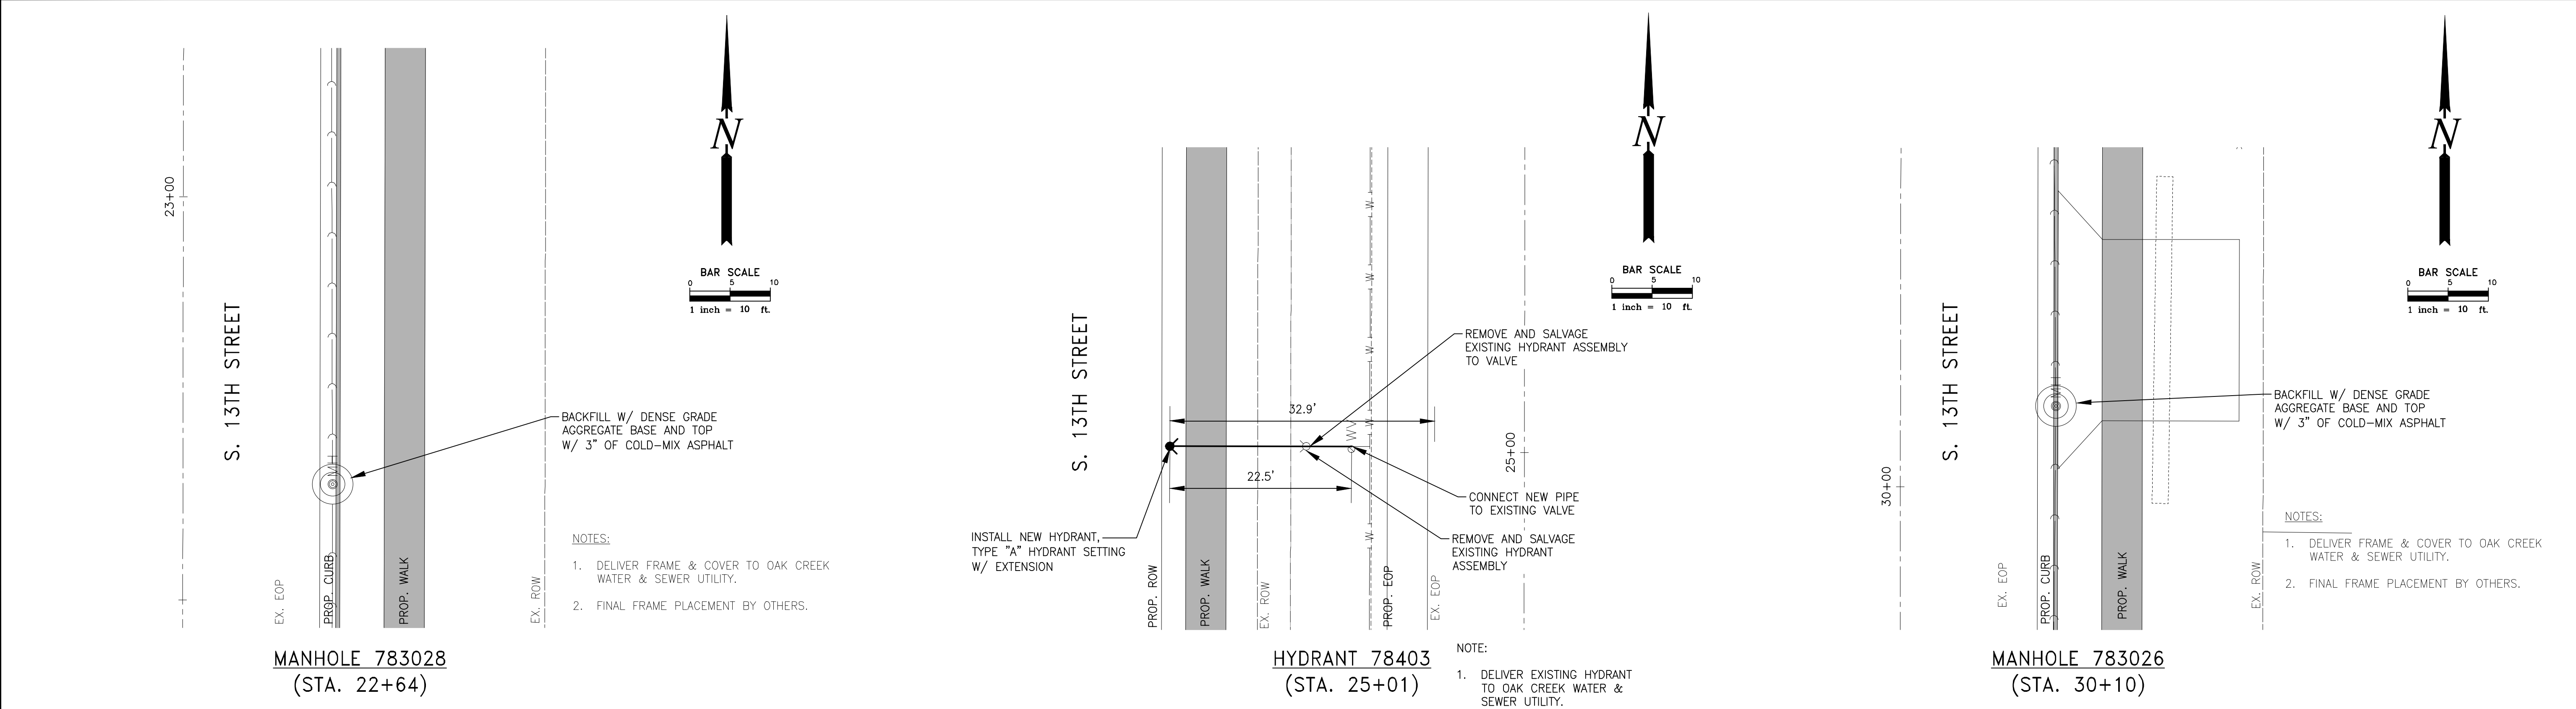 23+00
S. 13TH STREET
N
BAR SCALE
0 5 10
1 inch = 10 ft.
BACKFILL W/ DENSE GRADE
AGGREGATE BASE AND TOP
W/ 3" OF COLD-MIX ASPHALT
EX. EOP
PROP. CURB
PROP. WALK
EX. ROW
NOTES:
1. DELIVER FRAME & COVER TO OAK CREEK
WATER & SEWER UTILITY.
2. FINAL FRAME PLACEMENT BY OTHERS.
MANHOLE 783028
(STA. 22+64)
S. 13TH STREET
N
BAR SCALE
0 5 10
1 inch = 10 ft.
W
W
W
W
W
W
REMOVE AND SALVAGE
EXISTING HYDRANT ASSEMBLY
TO VALVE
32.9'
WV
25+00
22.5'
CONNECT NEW PIPE
TO EXISTING VALVE
INSTALL NEW HYDRANT,
TYPE "A" HYDRANT SETTING
W/ EXTENSION
REMOVE AND SALVAGE
EXISTING HYDRANT
ASSEMBLY
PROP. ROW
PROP. WALK
EX. ROW
PROP. EOP
EX. EOP
HYDRANT 78403
(STA. 25+01)
NOTE:
1. DELIVER EXISTING HYDRANT
TO OAK CREEK WATER &
SEWER UTILITY.
S. 13TH STREET
N
BAR SCALE
0 5 10
1 inch = 10 ft.
BACKFILL W/ DENSE GRADE
AGGREGATE BASE AND TOP
W/ 3" OF COLD-MIX ASPHALT
30+00
EX. EOP
PROP. CURB
PROP. WALK
EX. ROW
NOTES:
1. DELIVER FRAME & COVER TO OAK CREEK
WATER & SEWER UTILITY.
2. FINAL FRAME PLACEMENT BY OTHERS.
MANHOLE 783026
(STA. 30+10)